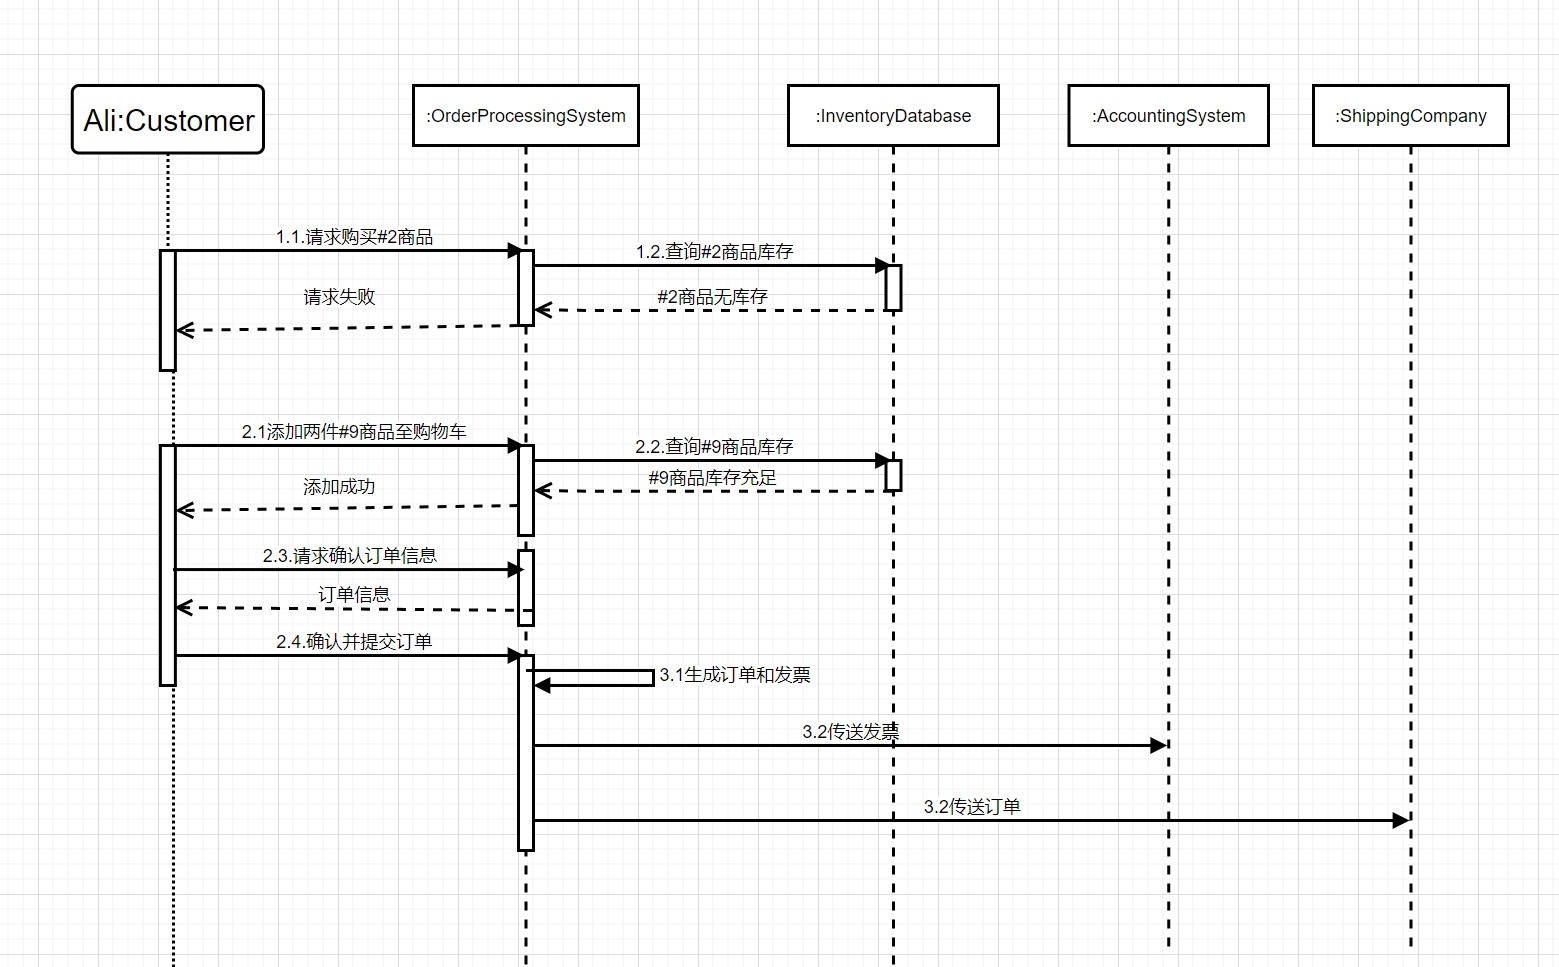 Ali:Customer
:OrderProcessingSystem
:InventoryDatabase
:AccountingSystem
:ShippingCompany
1.1.请求购买#2商品
1.2.查询#2商品库存
请求失败
#2商品无库存
2.1添加两件#9商品至购物车
2.2.查询#9商品库存
#9商品库存充足
添加成功
2.3.请求确认订单信息
订单信息
2.4.确认并提交订单
3.1生成订单和发票
3.2传送发票
3.2传送订单